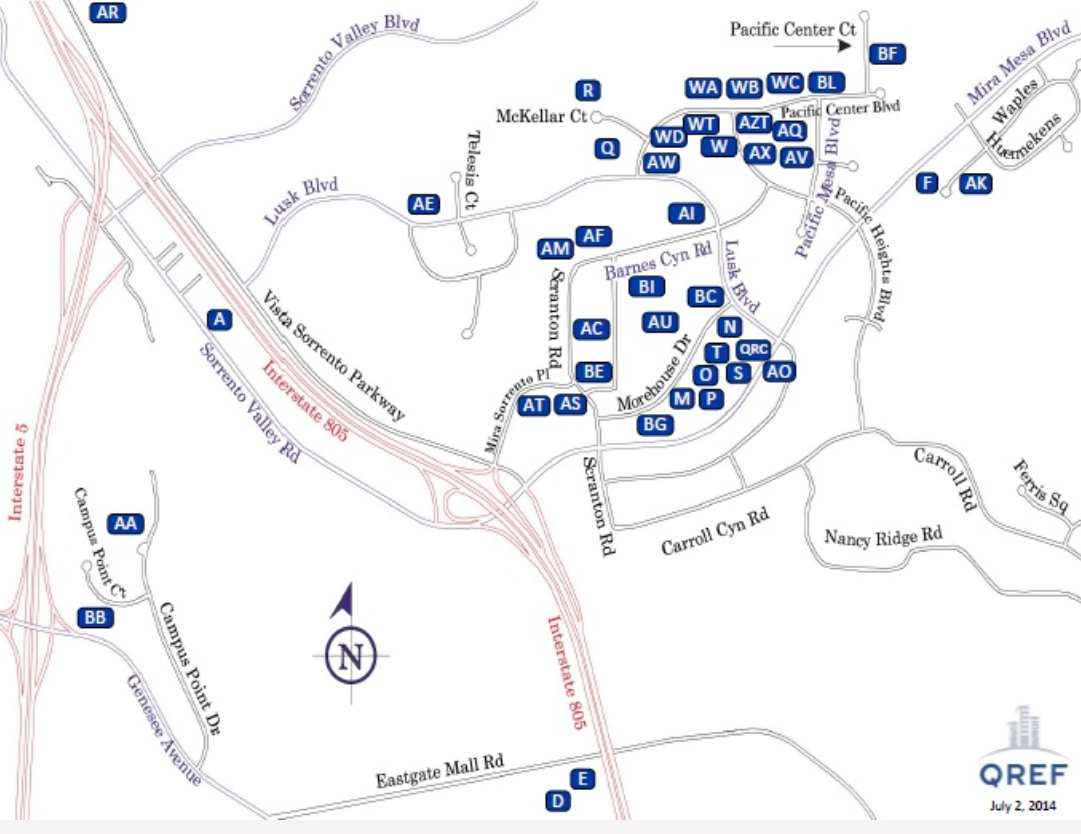 AR
Sorrento Valley Blvd
Pacific Center Ct
BF
Mira Mesa Blvd
R
WA
WB
WC
BL
Waples
McKellar Ct
Pacific Center Blvd
WT
AZT
AQ
Huennekens
WD
W
AX
AV
Q
AW
Telesis Ct
Pacific Mesa Blvd
F
AK
Lusk Blvd
AE
AI
Pacific Heights Blvd
AM
AF
Barnes Cyn Rd
Lusk Blvd
BI
BC
Scranton Rd
A
Vista Sorrento Parkway
AC
AU
N
T
QRC
Morehouse Dr
BE
O
S
AO
Mira Sorrento Pl
AT
AS
M
P
BG
Sorrento Valley Rd
Interstate 805
Interstate 5
Scranton Rd
Carroll Rd
Ferris Sq
Campus Point Ct
AA
Carroll Cyn Rd
Nancy Ridge Rd
BB
Campus Point Dr
N
Interstate 805
Genesee Avenue
Eastgate Mall Rd
E
D
QREF
July 2, 2014